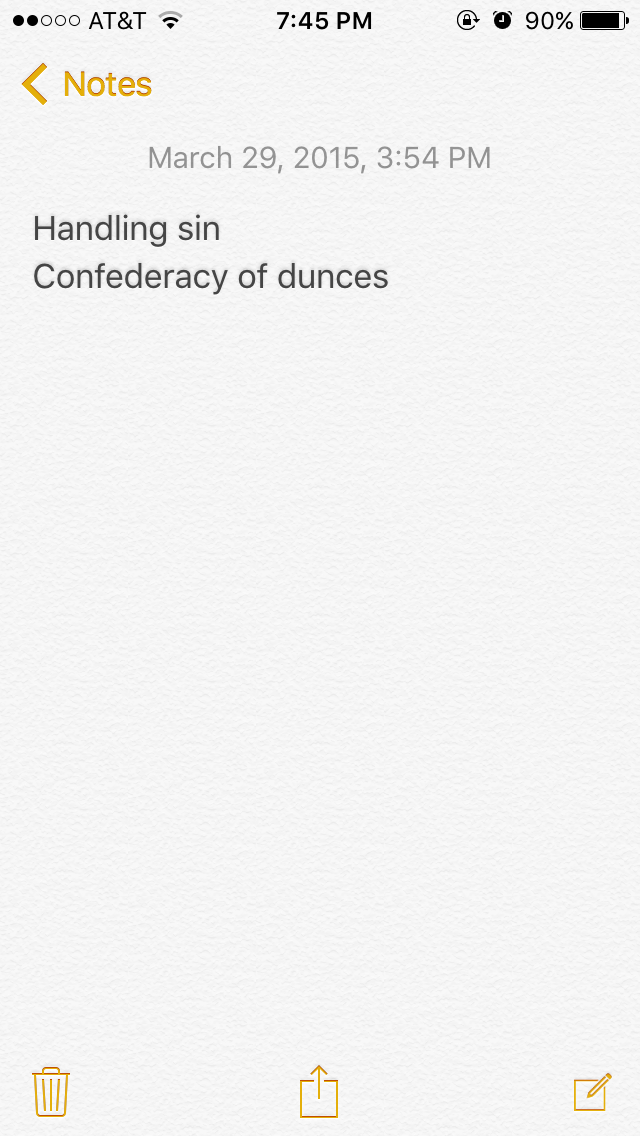 AT&T 7:45 PM 90%
Notes
March 29, 2015, 3:54 PM
Handling sin
Confederacy of dunces